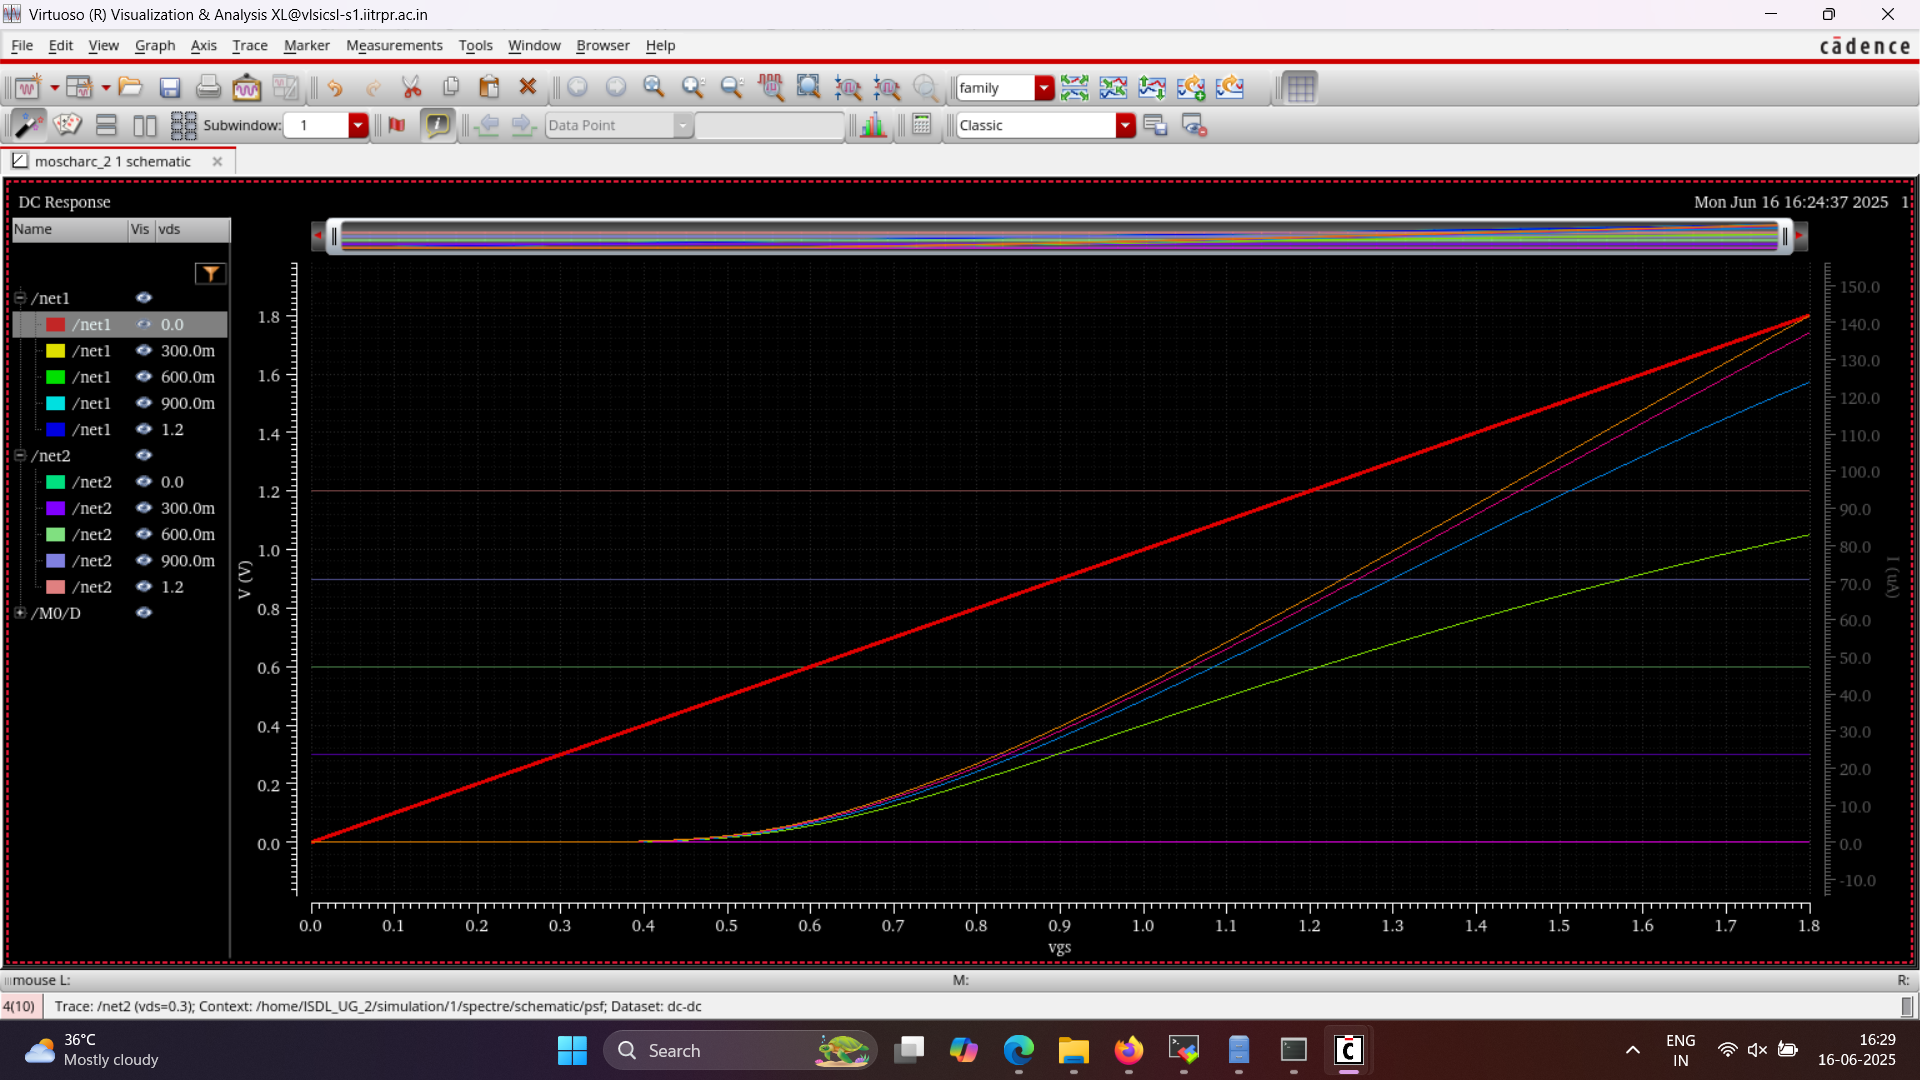 Virtuoso (R) Visualization & Analysis XL@vlsicsl-s1.iitrpr.ac.in
File Edit View Graph Axis Trace Marker Measurements Tools Window Browser Help
cādence
family
Subwindow: 1 Data Point Classic
moscharc_2 1 schematic
DC Response
Mon Jun 16 16:24:37 2025 1
Name Vis vds
/net1
/net1 0.0
/net1 300.0m
/net1 600.0m
/net1 900.0m
/net1 1.2
/net2
/net2 0.0
/net2 300.0m
/net2 600.0m
/net2 900.0m
/net2 1.2
/M0/D
V (V)
1.8
1.6
1.4
1.2
1.0
0.8
0.6
0.4
0.2
0.0
150.0
140.0
130.0
120.0
110.0
100.0
90.0
80.0
70.0
60.0
50.0
40.0
30.0
20.0
10.0
0.0
-10.0
I (uA)
0.0 0.1 0.2 0.3 0.4 0.5 0.6 0.7 0.8 0.9 1.0 1.1 1.2 1.3 1.4 1.5 1.6 1.7 1.8
vgs
mouse L: M: R:
4(10) Trace: /net2 (vds=0.3); Context: /home/ISDL_UG_2/simulation/1/spectre/schematic/psf; Dataset: dc-dc
36°C
Mostly cloudy
Search
ENG
IN
16:29
16-06-2025